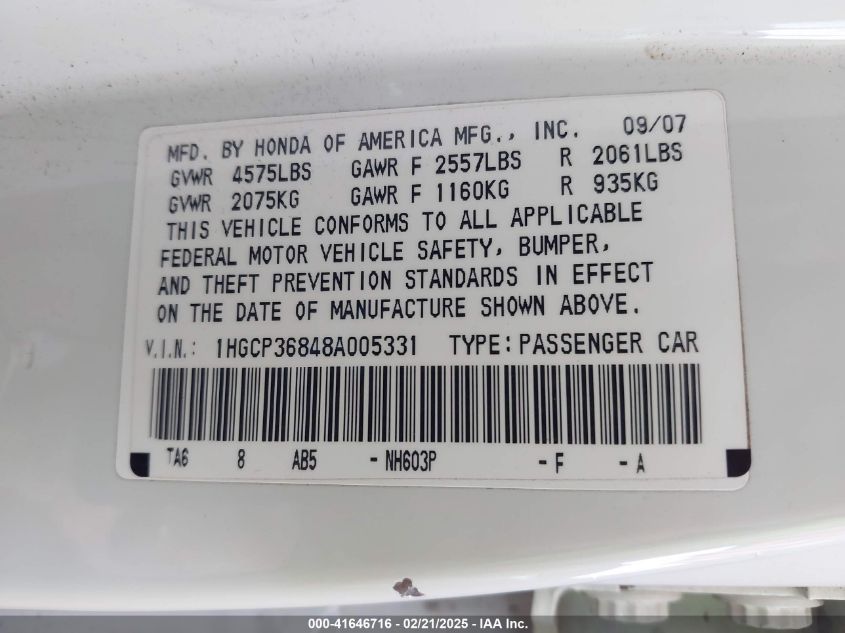 MFD. BY HONDA OF AMERICA MFG., INC. 09/07
GVWR 4575LBS GAWR F 2557LBS R 2061LBS
GVWR 2075KG GAWR F 1160KG R 935KG
THIS VEHICLE CONFORMS TO ALL APPLICABLE
FEDERAL MOTOR VEHICLE SAFETY, BUMPER,
AND THEFT PREVENTION STANDARDS IN EFFECT
ON THE DATE OF MANUFACTURE SHOWN ABOVE.
V.I.N.: 1HGCP36848A005331 TYPE: PASSENGER CAR
TA6 8 AB5 - NH603P - F - A
000-41646716 - 02/21/2025 - IAAI Inc.